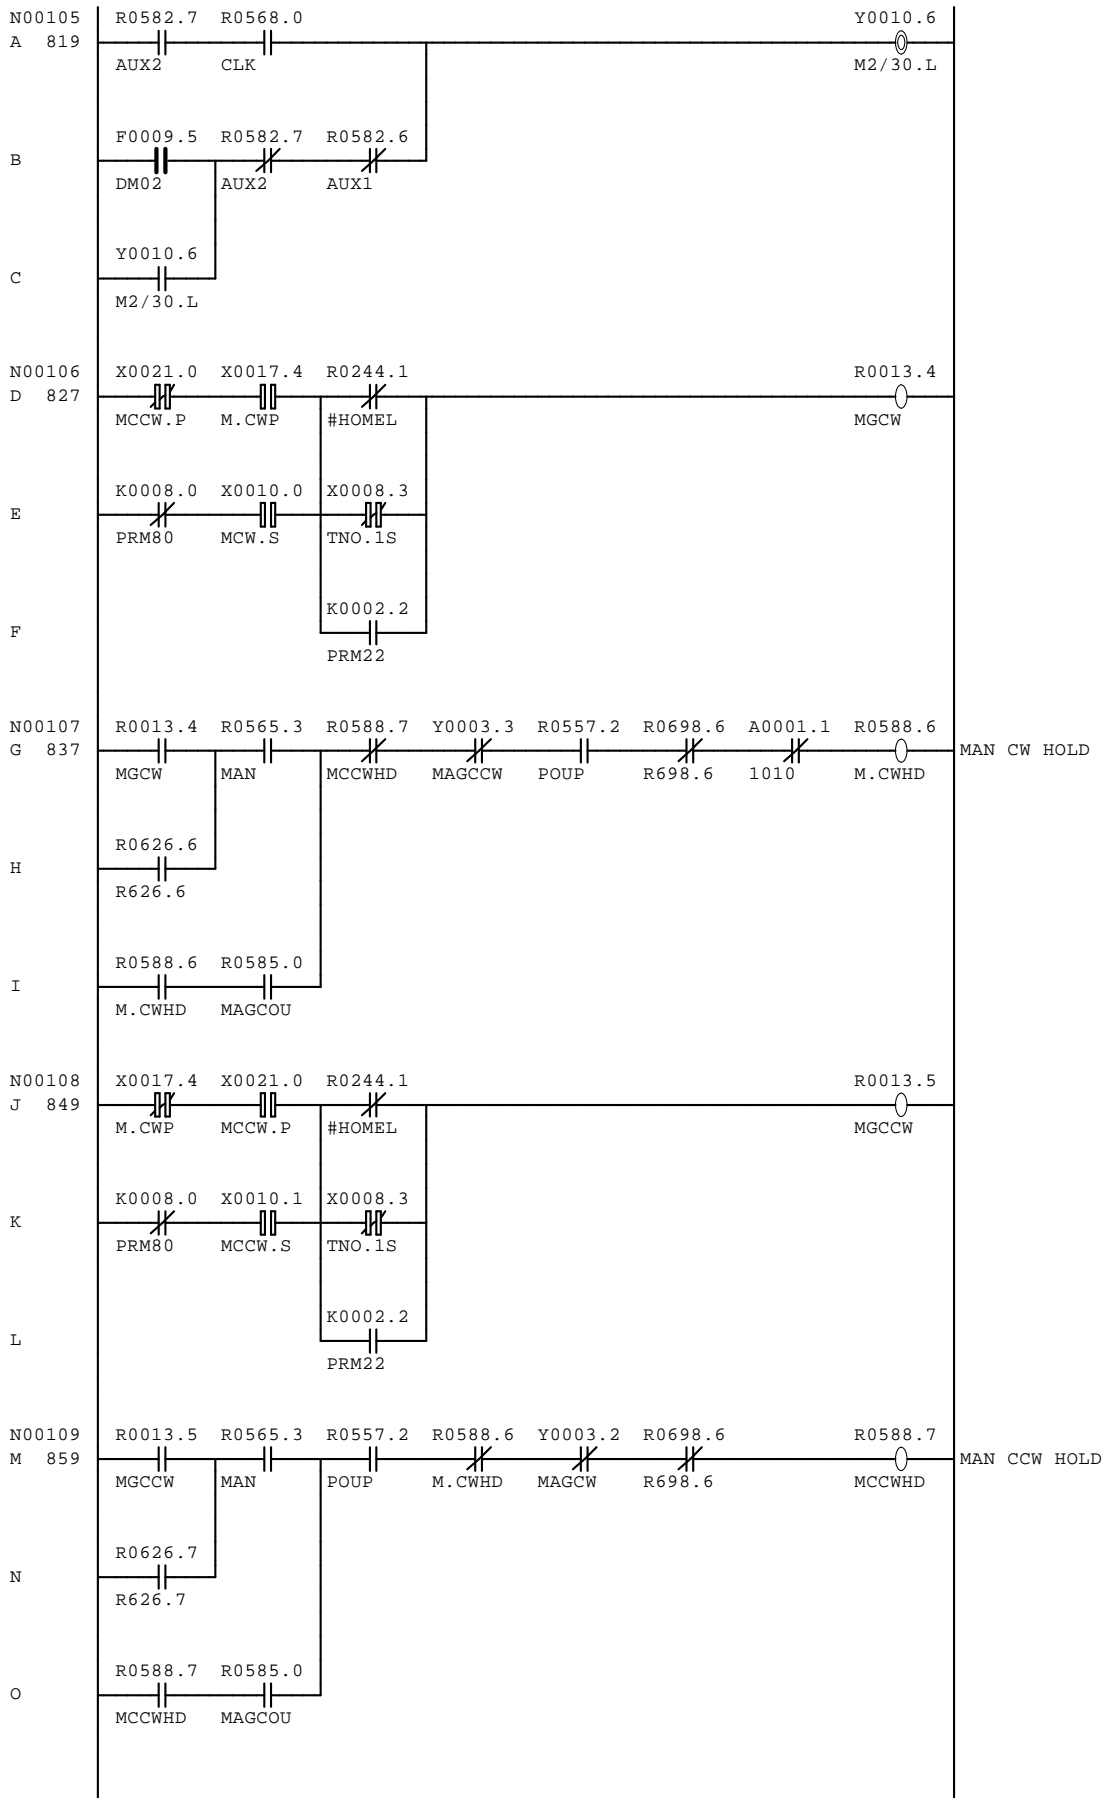 N00105 R0582.7 R0568.0 Y0010.6
A 819
AUX2 CLK M2/30.L
F0009.5 R0582.7 R0582.6
B
DM02 AUX2 AUX1
Y0010.6
C
M2/30.L
N00106 X0021.0 X0017.4 R0244.1 R0013.4
D 827
MCCW.P M.CWP #HOMEL MGCW
K0008.0 X0010.0 X0008.3
E
PRM80 MCW.S TNO.1S
K0002.2
F
PRM22
N00107 R0013.4 R0565.3 R0588.7 Y0003.3 R0557.2 R0698.6 A0001.1 R0588.6
G 837 MAN CW HOLD
MGCW MAN MCCWHD MAGCCW POUP R698.6 1010 M.CWHD
R0626.6
H
R626.6
R0588.6 R0585.0
I
M.CWHD MAGCOU
N00108 X0017.4 X0021.0 R0244.1 R0013.5
J 849
M.CWP MCCW.P #HOMEL MGCCW
K0008.0 X0010.1 X0008.3
K
PRM80 MCCW.S TNO.1S
K0002.2
L
PRM22
N00109 R0013.5 R0565.3 R0557.2 R0588.6 Y0003.2 R0698.6 R0588.7
M 859 MAN CCW HOLD
MGCCW MAN POUP M.CWHD MAGCW R698.6 MCCWHD
R0626.7
N
R626.7
R0588.7 R0585.0
O
MCCWHD MAGCOU